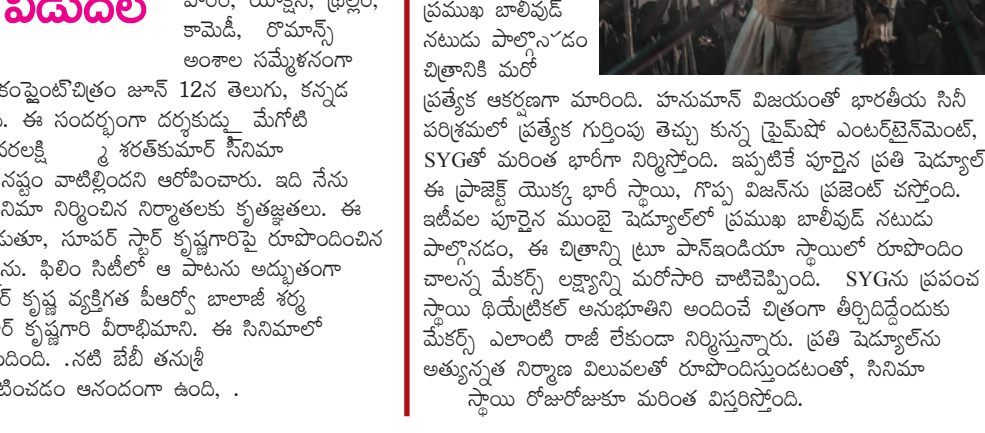 విడుదల
హారర్, యాక్షన్, థ్రిల్లర్,
కామెడీ, రొమాన్స్
అంశాల సమ్మేళనంగా
కంప్లైంట్'చిత్రం జూన్ 12న తెలుగు, కన్నడ
. ఈ సందర్భంగా దర్శకుడు మేగోటి
వరలక్ష్మి శరత్‌కుమార్ సినిమా
నష్టం వాటిల్లిందని ఆరోపించారు. ఇది నేను
నిమా నిర్మించిన నిర్మాతలకు కృతజ్ఞతలు. ఈ
డుతూ, సూపర్ స్టార్ కృష్ణగారిపై రూపొందించిన
ను. ఫిలిం సిటీలో ఆ పాటను అద్భుతంగా
ర్ కృష్ణ వ్యక్తిగత పీఆర్వో బాలాజీ శర్మ
ర్ కృష్ణగారి వీరాభిమాని. ఈ సినిమాలో
ందింది. .నటి బేబీ తనుశ్రీ
టించడం ఆనందంగా ఉంది, .
ప్రముఖ బాలీవుడ్
నటుడు పాల్గొనడం
చిత్రానికి మరో
ప్రత్యేక ఆకర్షణగా మారింది. హనుమాన్ విజయంతో భారతీయ సినీ
పరిశ్రమలో ప్రత్యేక గుర్తింపు తెచ్చు కున్న ప్రైమ్‌షో ఎంటర్‌టైన్‌మెంట్,
SYGతో మరింత భారీగా నిర్మిస్తోంది. ఇప్పటికే పూర్తైన ప్రతి షెడ్యూల్
ఈ ప్రాజెక్ట్ యొక్క భారీ స్థాయి, గొప్ప విజన్‌ను ప్రజెంట్ చస్తోంది.
ఇటీవల పూర్తైన ముంబై షెడ్యూల్‌లో ప్రముఖ బాలీవుడ్ నటుడు
పాల్గొనడం, ఈ చిత్రాన్ని ట్రూ పాన్ఇండియా స్థాయిలో రూపొందిం
చాలన్న మేకర్స్ లక్ష్యాన్ని మరోసారి చాటిచెప్పింది. SYGను ప్రపంచ
స్థాయి థియేట్రికల్ అనుభూతిని అందించే చిత్రంగా తీర్చిదిద్దేందుకు
మేకర్స్ ఎలాంటి రాజీ లేకుండా నిర్మిస్తున్నారు. ప్రతి షెడ్యూల్‌ను
అత్యున్నత నిర్మాణ విలువలతో రూపొందిస్తుండటంతో, సినిమా
స్థాయి రోజురోజుకూ మరింత విస్తరిస్తోంది.